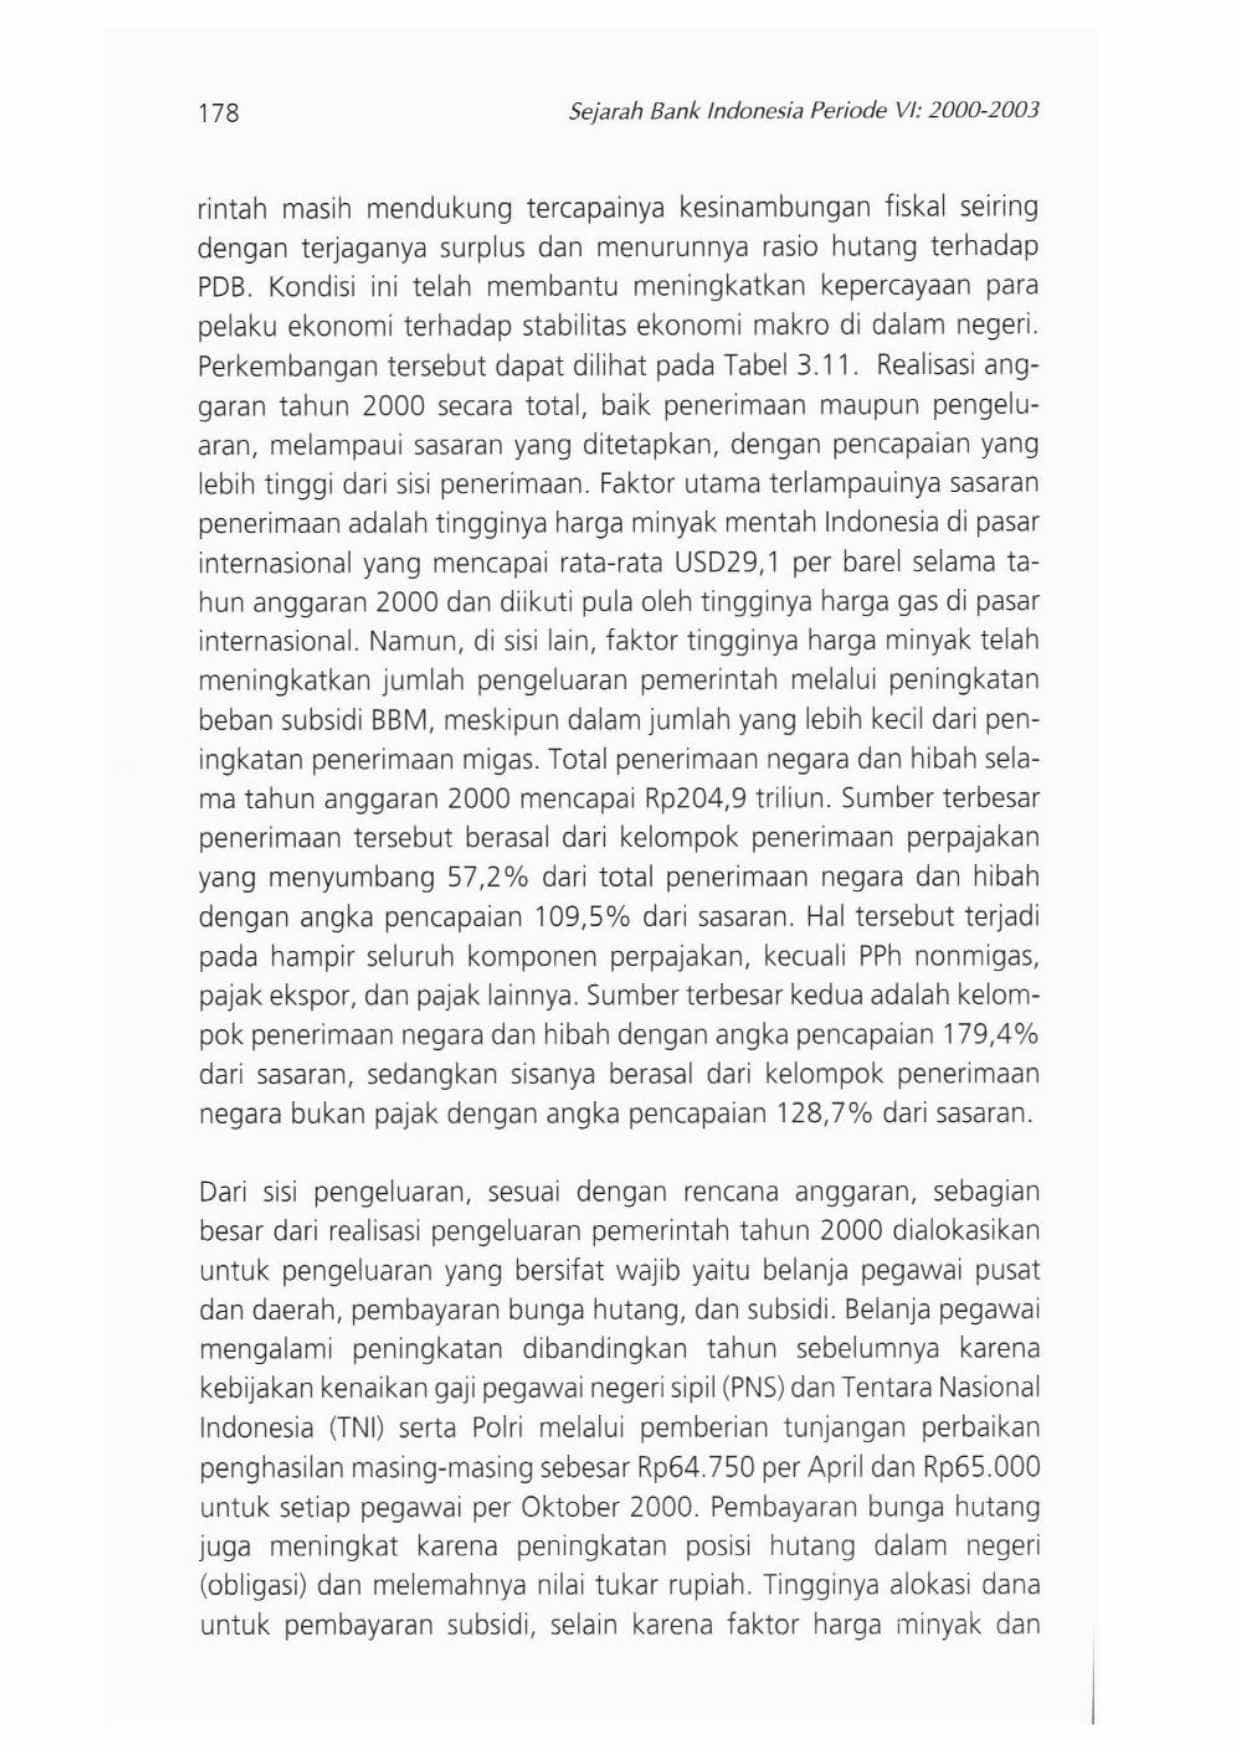 178
Sejarah Bank Indonesia Periode VI: 2000-2003
rintah masih mendukung tercapainya kesinambungan fiskal seiring
dengan terjaganya surplus dan menurunnya rasio hutang terhadap
PDB. Kondisi ini telah membantu meningkatkan kepercayaan para
pelaku ekonomi terhadap stabilitas ekonomi makro di dalam negeri.
Perkembangan tersebut dapat dilihat pada Tabel 3.11. Realisasi ang-
garan tahun 2000 secara total, baik penerimaan maupun pengelu-
aran, melampaui sasaran yang ditetapkan, dengan pencapaian yang
lebih tinggi dari sisi penerimaan. Faktor utama terlampauinya sasaran
penerimaan adalah tingginya harga minyak mentah Indonesia di pasar
internasional yang mencapai rata-rata USD29,1 per barel selama ta-
hun anggaran 2000 dan diikuti pula oleh tingginya harga gas di pasar
internasional. Namun, di sisi lain, faktor tingginya harga minyak telah
meningkatkan jumlah pengeluaran pemerintah melalui peningkatan
beban subsidi BBM, meskipun dalam jumlah yang lebih kecil dari pen-
ingkatan penerimaan migas. Total penerimaan negara dan hibah sela-
ma tahun anggaran 2000 mencapai Rp204,9 triliun. Sumber terbesar
penerimaan tersebut berasal dari kelompok penerimaan perpajakan
yang menyumbang 57,2% dari total penerimaan negara dan hibah
dengan angka pencapaian 109,5% dari sasaran. Hal tersebut terjadi
pada hampir seluruh komponen perpajakan, kecuali PPh nonmigas,
pajak ekspor, dan pajak lainnya. Sumber terbesar kedua adalah kelom-
pok penerimaan negara dan hibah dengan angka pencapaian 179,4%
dari sasaran, sedangkan sisanya berasal dari kelompok penerimaan
negara bukan pajak dengan angka pencapaian 128,7% dari sasaran.
Dari sisi pengeluaran, sesuai dengan rencana anggaran, sebagian
besar dari realisasi pengeluaran pemerintah tahun 2000 dialokasikan
untuk pengeluaran yang bersifat wajib yaitu belanja pegawai pusat
dan daerah, pembayaran bunga hutang, dan subsidi. Belanja pegawai
mengalami peningkatan dibandingkan tahun sebelumnya karena
kebijakan kenaikan gaji pegawai negeri sipil (PNS) dan Tentara Nasional
Indonesia (TNI) serta Polri melalui pemberian tunjangan perbaikan
penghasilan masing-masing sebesar Rp64.750 per April dan Rp65.000
untuk setiap pegawai per Oktober 2000. Pembayaran bunga hutang
juga meningkat karena peningkatan posisi hutang dalam negeri
(obligasi) dan melemahnya nilai tukar rupiah. Tingginya alokasi dana
untuk pembayaran subsidi, selain karena faktor harga minyak dan